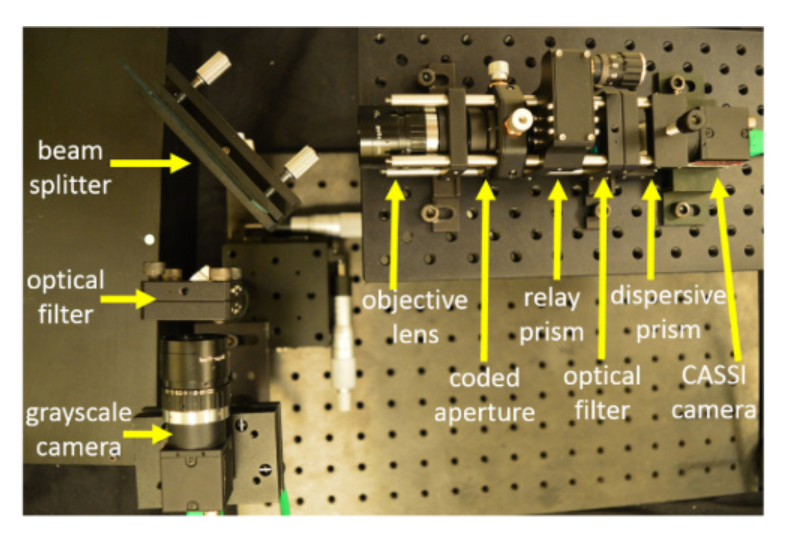 beam
splitter
optical
filter
grayscale
camera
objective
lens
coded
aperture
relay
prism
optical
filter
dispersive
prism
CASSI
camera